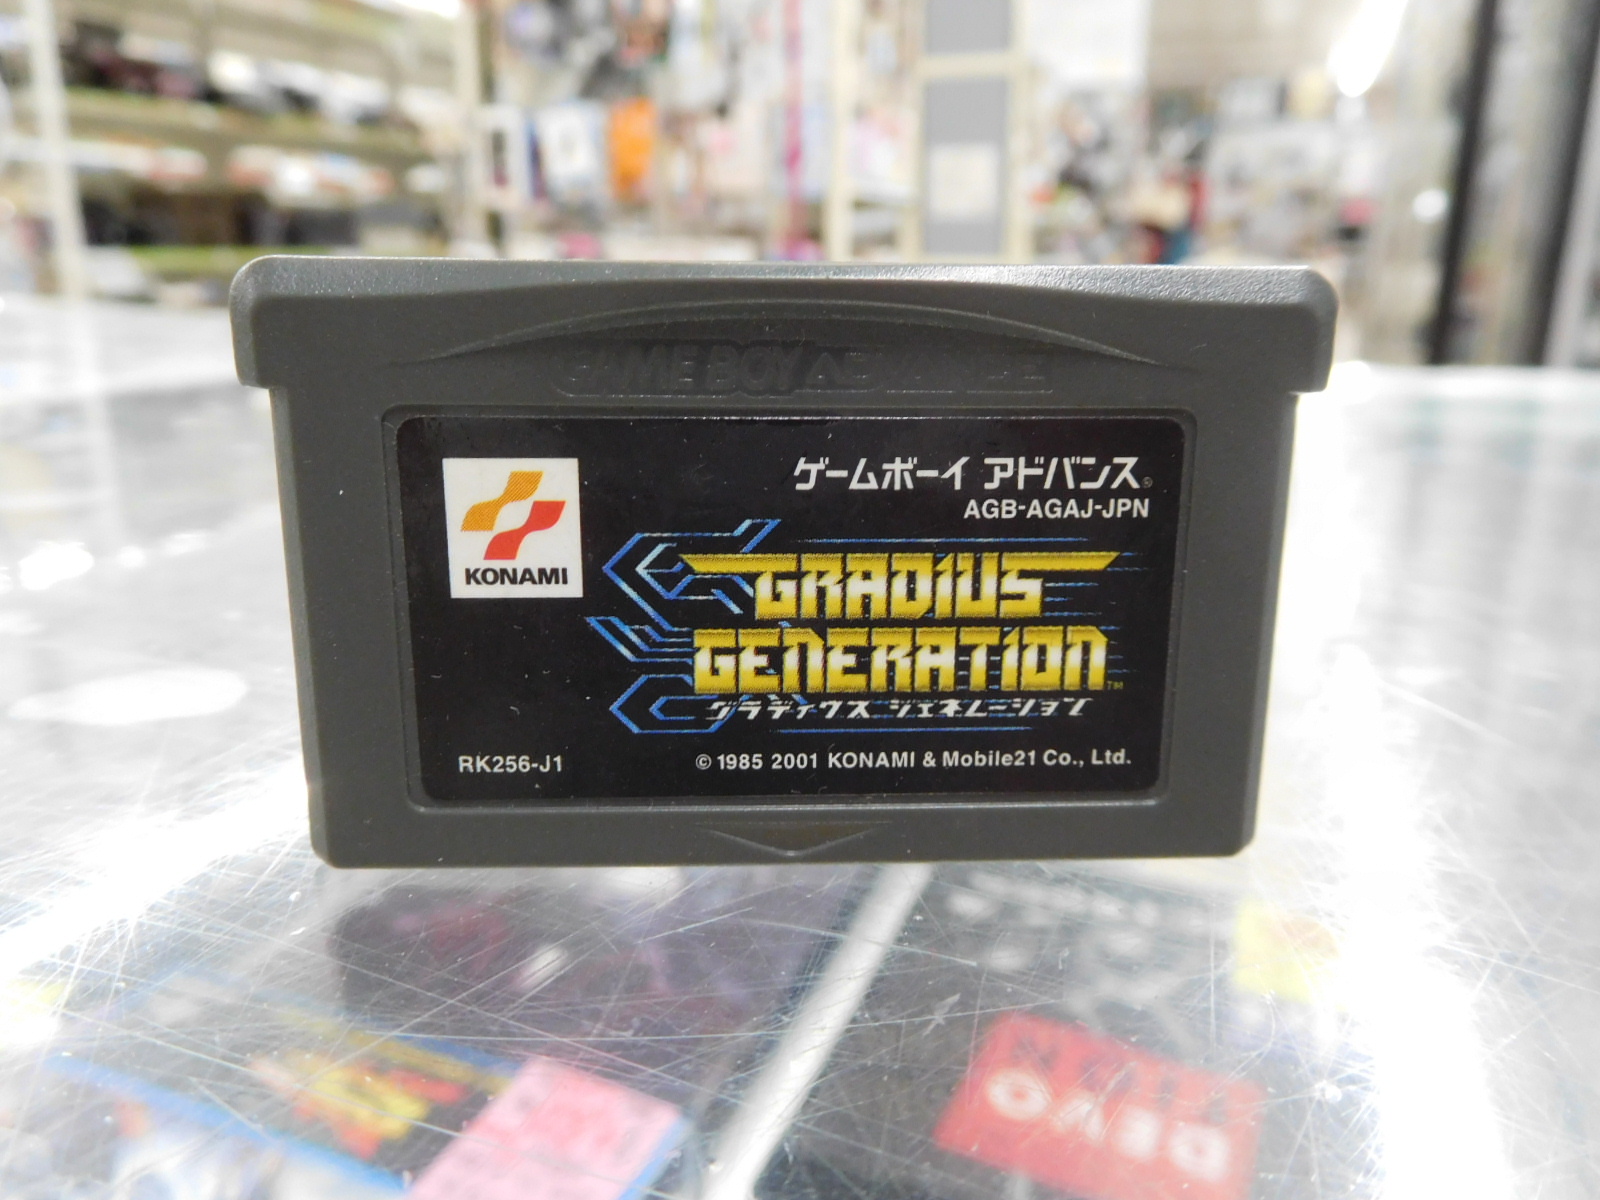 GAME BOY ADVANCE
ゲームボーイ アドバンス®
AGB-AGAJ-JPN
KONAMI
GRADIUS
GENERATION™
グラディウス ジェネレーション
RK256-J1
© 1985 2001 KONAMI & Mobile21 Co., Ltd.